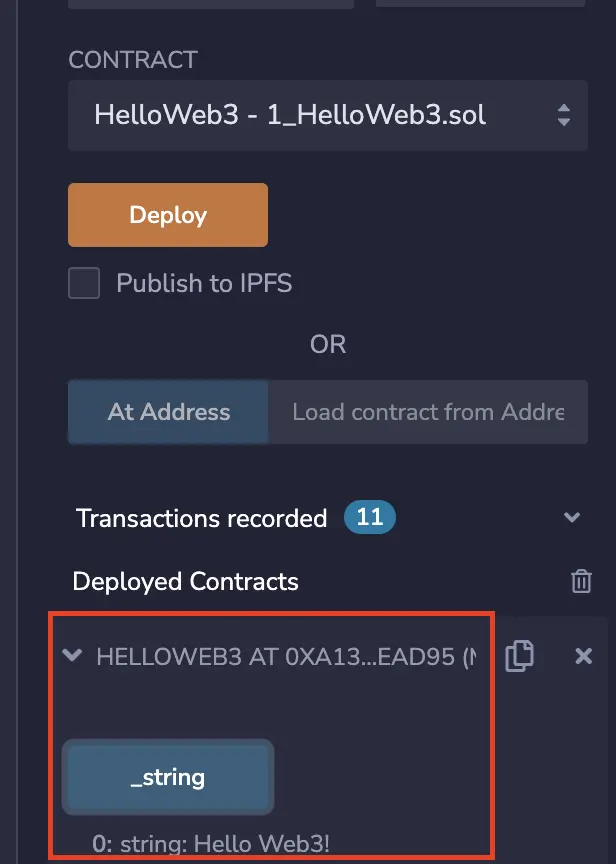 CONTRACT
HelloWeb3 - 1_HelloWeb3.sol
Deploy
Publish to IPFS
OR
At Address Load contract from Addre
Transactions recorded 11
Deployed Contracts
HELLOWEB3 AT 0XA13...EAD95 (
_string
0: string: Hello Web3!